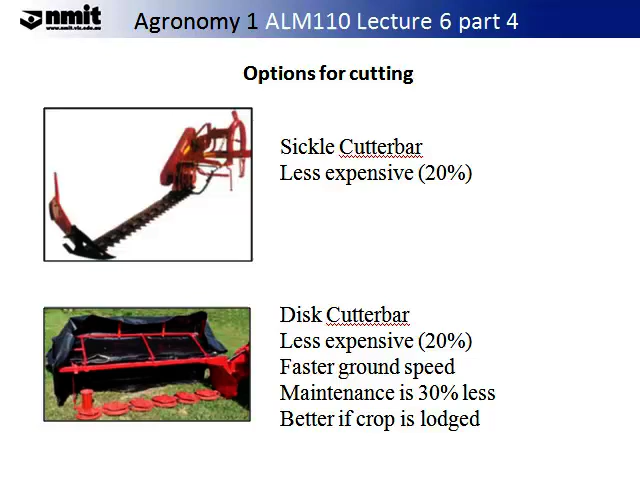 nmit
www.nmit.vic.edu.au
Agronomy 1 ALM110 Lecture 6 part 4
Options for cutting
Sickle Cutterbar
Less expensive (20%)
Disk Cutterbar
Less expensive (20%)
Faster ground speed
Maintenance is 30% less
Better if crop is lodged